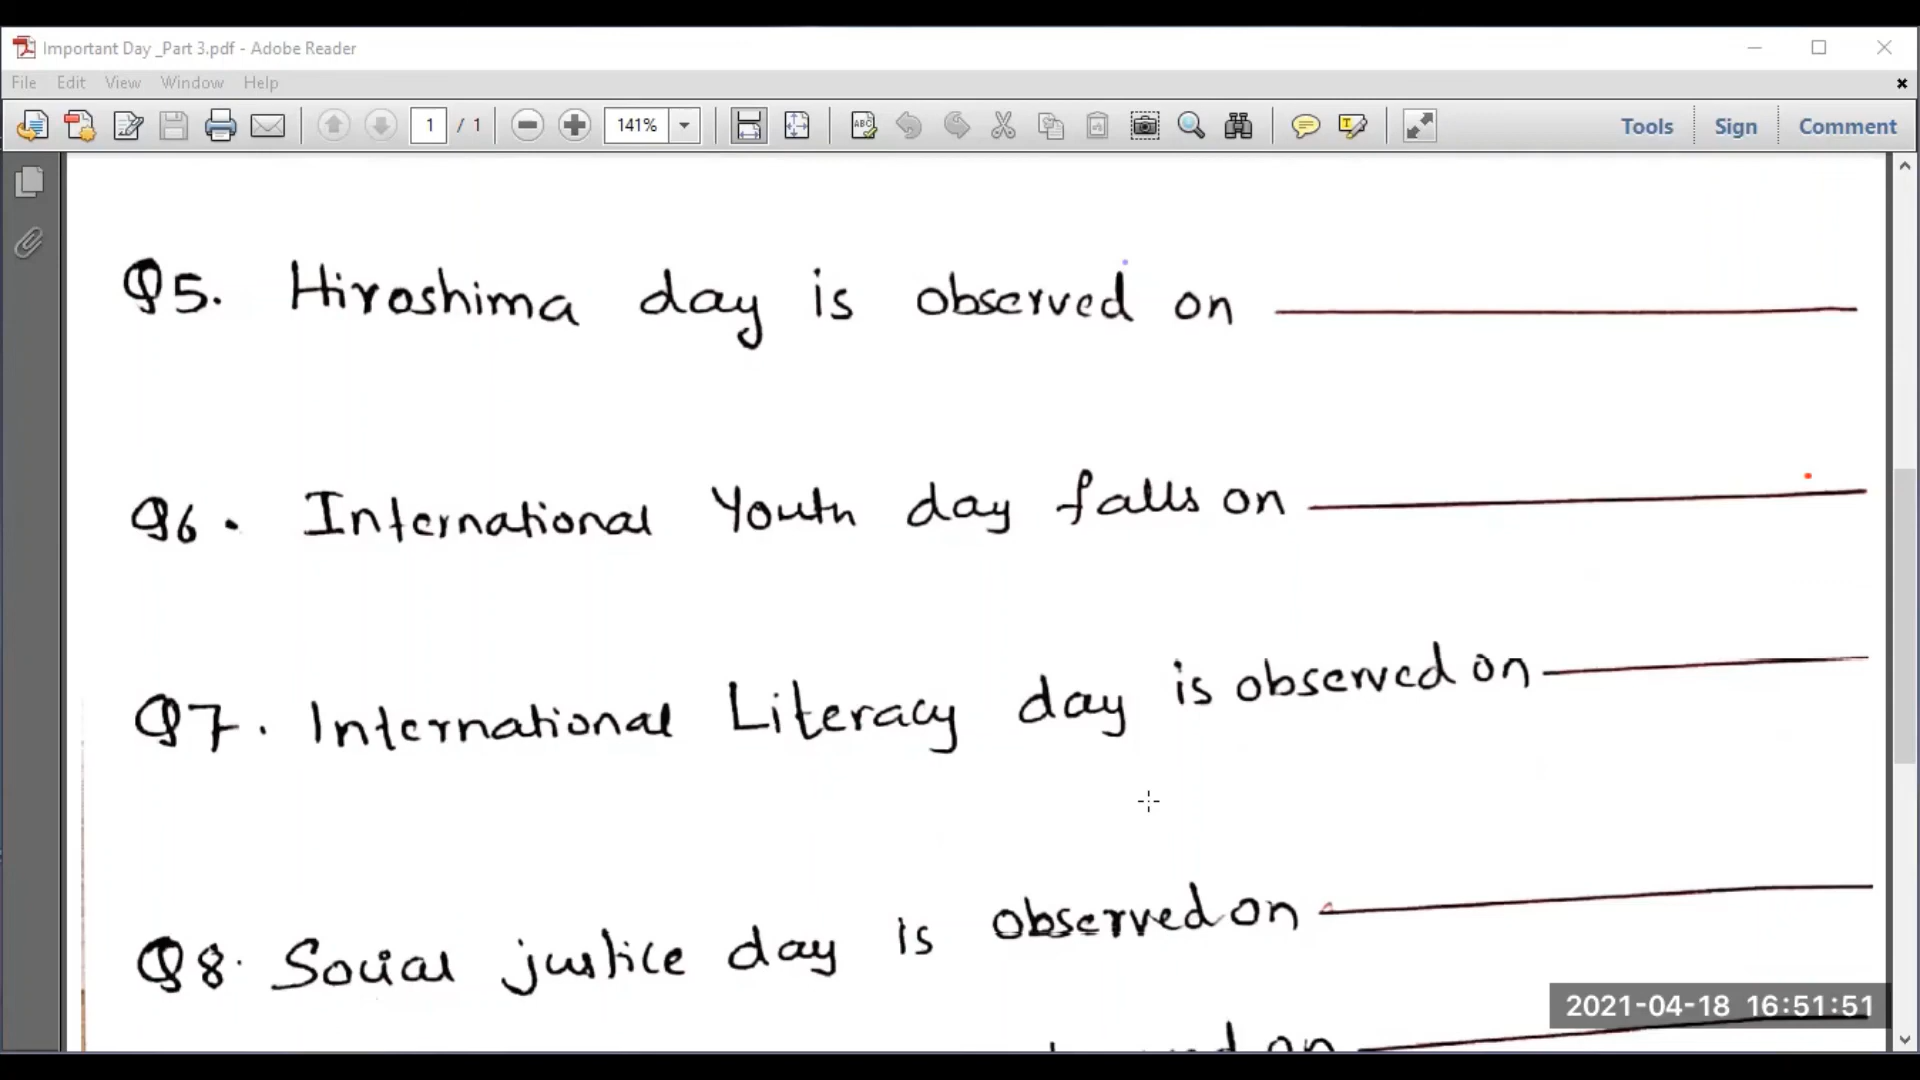 Important Day _Part 3.pdf - Adobe Reader
File Edit View Window Help
1 / 1 141% Tools Sign Comment
Q5. Hiroshima day is observed on
Q6. International Youth day falls on
Q7. International Literacy day is observed on
Q8. Social justice day is observed on
2021-04-18 16:51:51
on